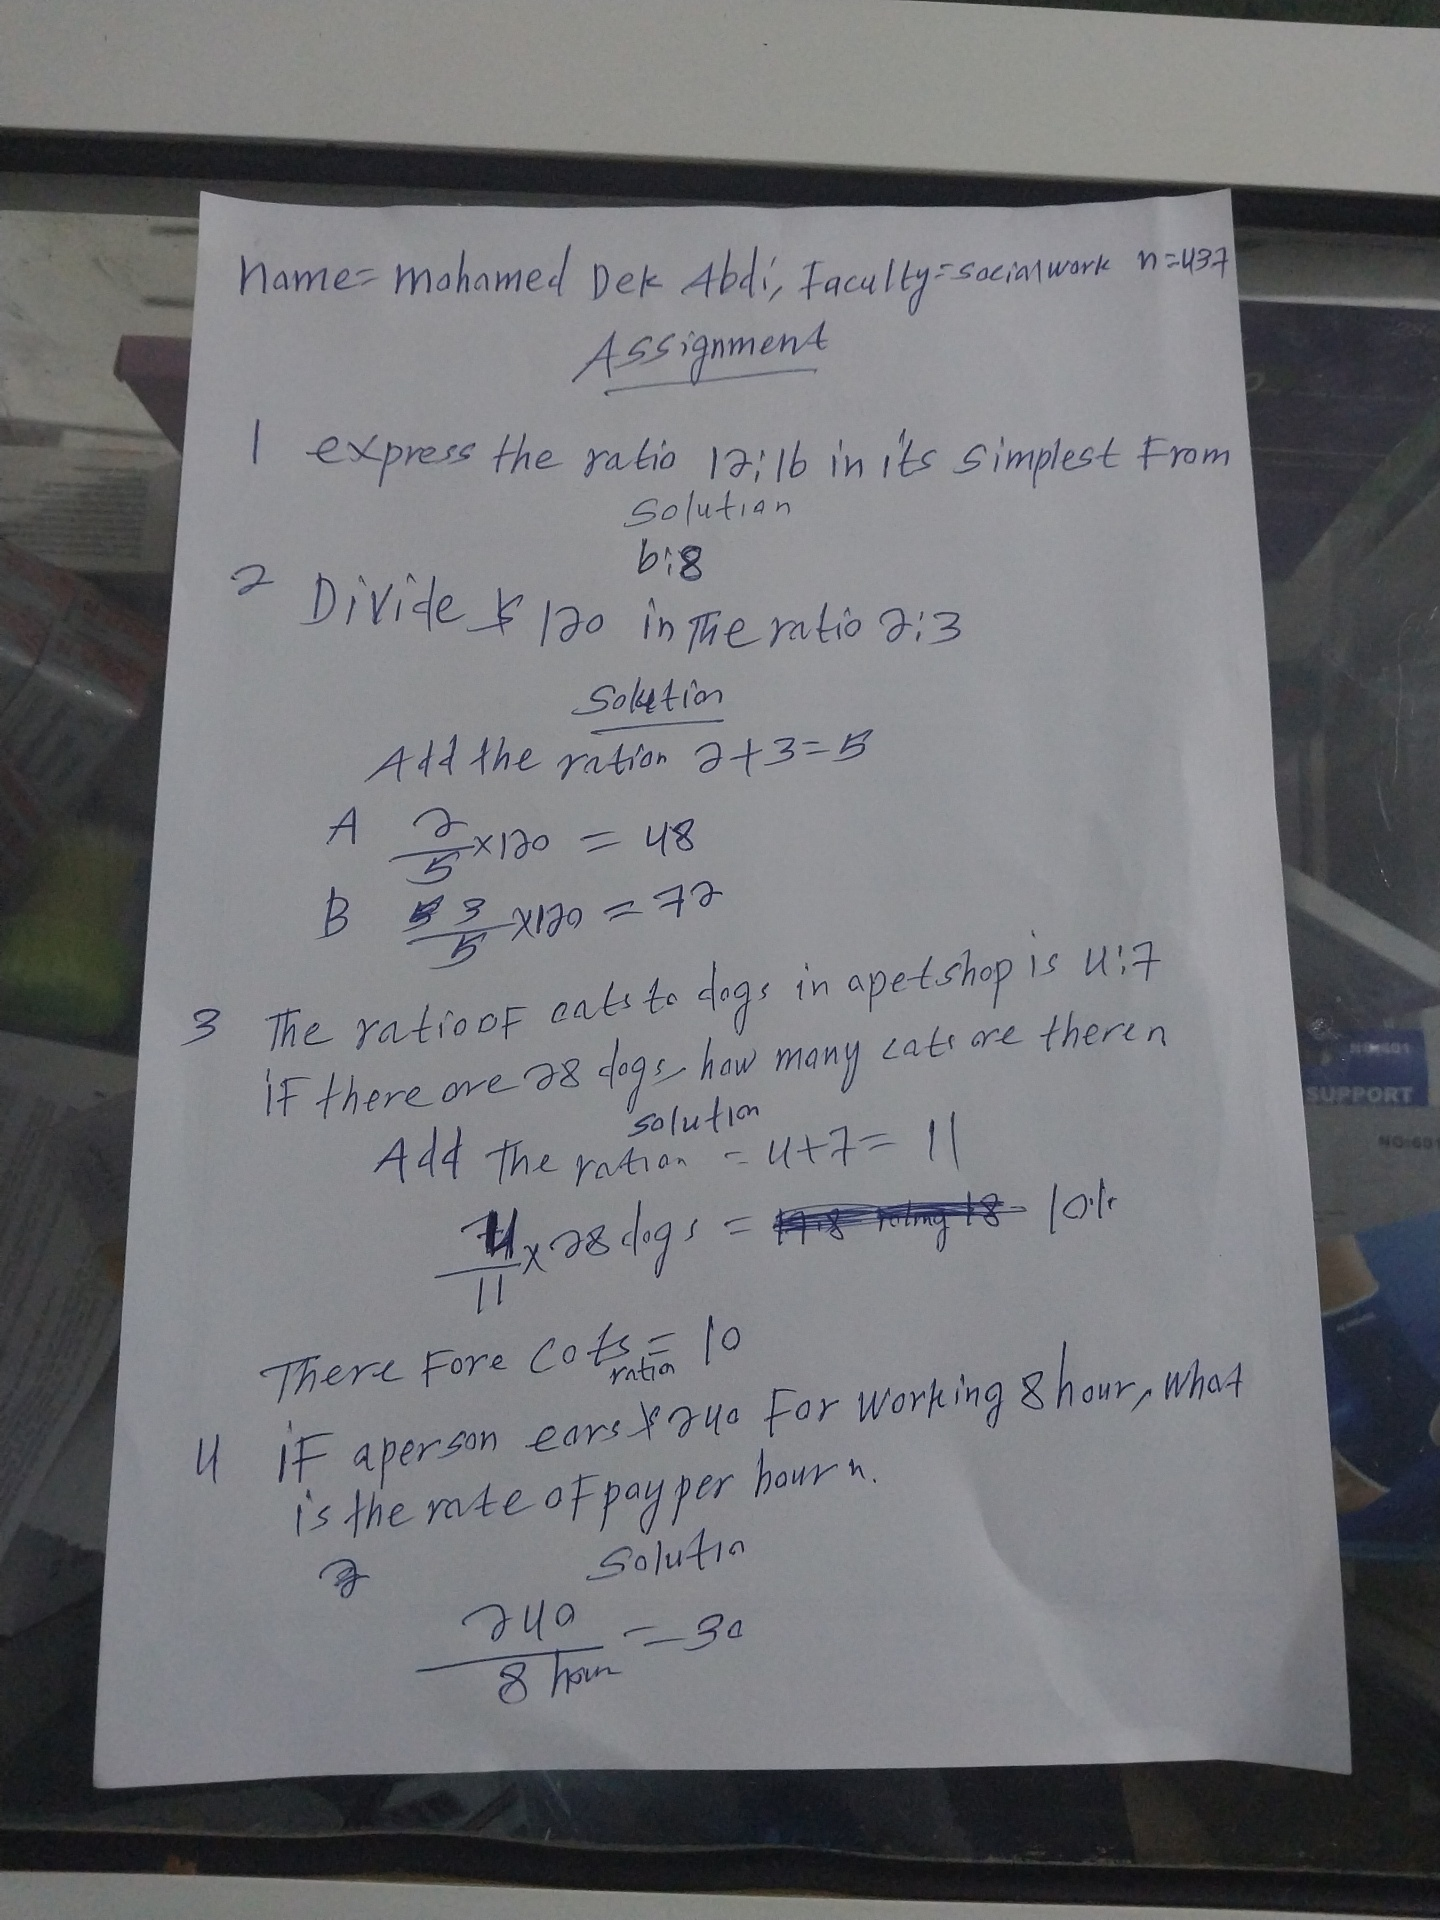 name= mohamed Dek Abdi, Faculty=Socialwork n=437
Assignment
1 express the ratio 12:16 in its simplest From
Solution
6:8
2 Divide $ 120 in The ratio 2:3
Solution
Add the ration 2+3=5
A 2/5 x120 = 48
B 3/5 x120 = 72
3 The ratio oF cats to dogs in apetshop is 4:7
iF there are 28 dogs, how many cats are there n
solution
Add The ration = 4+7= 11
4/11 x 28 dogs = 10.1
There Fore Cats = 10
ration
4 iF aperson ears $ 240 For working 8 hour, what
is the rate oF pay per hour n.
Solutin
240/8 hour = 30
SUPPORT